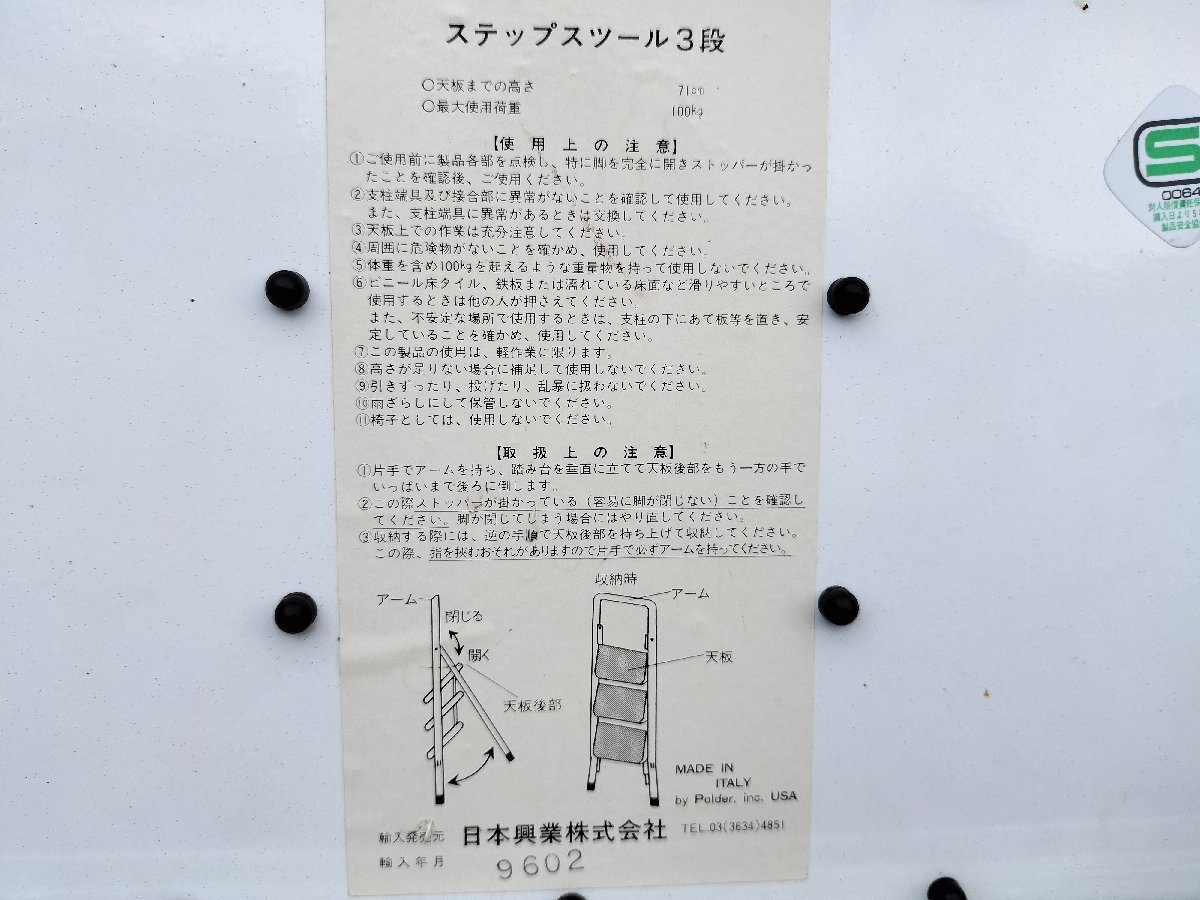 ステップスツール3段
○天板までの高さ 71cm
○最大使用荷重 100kg
【使用上の注意】
①ご使用前に製品各部を点検し、特に脚を完全に開きストッパーが掛かっ
たことを確認後、ご使用ください。
②支柱端具及び接合部に異常がないことを確認して使用してください。
また、支柱端具に異常があるときは交換してください。
③天板上での作業は充分注意してください。
④周囲に危険物がないことを確かめ、使用してください。
⑤体重を含め100kgを起えるような重量物を持って使用しないでください。
⑥ビニール床タイル、鉄板または濡れている床面など滑りやすいところで
使用するときは他の人が押さえてください。
また、不安定な場所で使用するときは、支柱の下にあて板等を直き、安
定していることを確かめ、使用してください。
⑦この製品の使用は、軽作業に限ります。
⑧高さが足りない場合に補足して使用しないでください。
⑨引きずったり、投げたり、乱暴に扱わないでください。
⑩雨ざらしにして保管しないでください。
⑪椅子としては、使用しないでください。
【取扱上の注意】
①片手でアームを持ち、踏み台を垂直に立てて天板後部をもう一方の手で
いっぱいまで後ろに倒します。
②この際ストッパーが掛かっている（容易に脚が閉じない）ことを確認し
てください。脚が閉じてしまう場合にはやり直してください。
③収納する際には、逆の手順で天板後部を持ち上げて収納してください。
この際、指を挟むおそれがありますので片手で必ずアームを持ってください。
収納時
アーム
アーム
閉じる
開く
天板
天板後部
MADE IN
ITALY
by Polder, inc. USA
輸入発売元 日本興業株式会社 TEL.03(3634)4851
輸入年月 9602
S
0064
対人賠償責任保
購入日より5
製品安全協